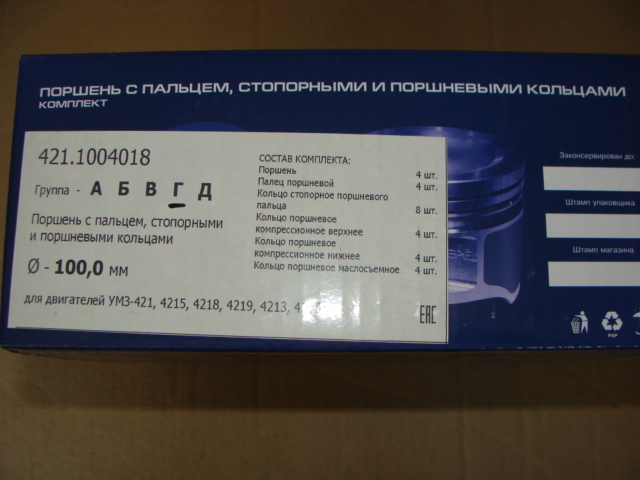 ПОРШЕНЬ С ПАЛЬЦЕМ, СТОПОРНЫМИ И ПОРШНЕВЫМИ КОЛЬЦАМИ
КОМПЛЕКТ
421.1004018
Группа - А Б В Г Д
Поршень с пальцем, стопорными
и поршневыми кольцами
Ø - 100,0 мм
для двигателей УМЗ-421, 4215, 4218, 4219, 4213,
СОСТАВ КОМПЛЕКТА:
Поршень 4 шт.
Палец поршневой 4 шт.
Кольцо стопорное поршневого
пальца 8 шт.
Кольцо поршневое
компрессионное верхнее 4 шт.
Кольцо поршневое
компрессионное нижнее 4 шт.
Кольцо поршневое маслосъемное 4 шт.
EAC
Законсервирован до:
Штамп упаковщика
Штамп магазина
PAP